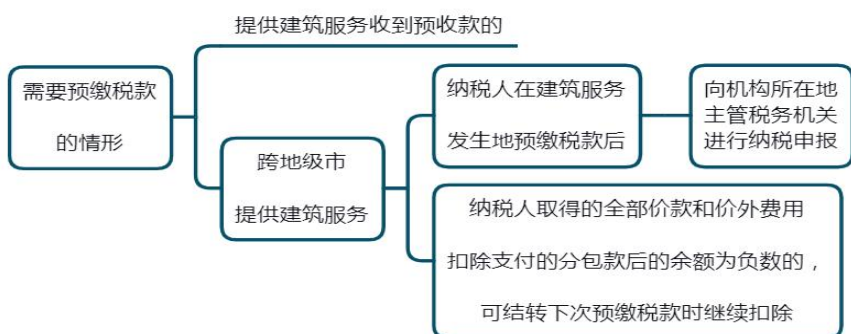 提供建筑服务收到预收款的
需要预缴税款
的情形
纳税人在建筑服务
发生地预缴税款后
向机构所在地
主管税务机关
进行纳税申报
跨地级市
提供建筑服务
纳税人取得的全部价款和价外费用
扣除支付的分包款后的余额为负数的，
可结转下次预缴税款时继续扣除